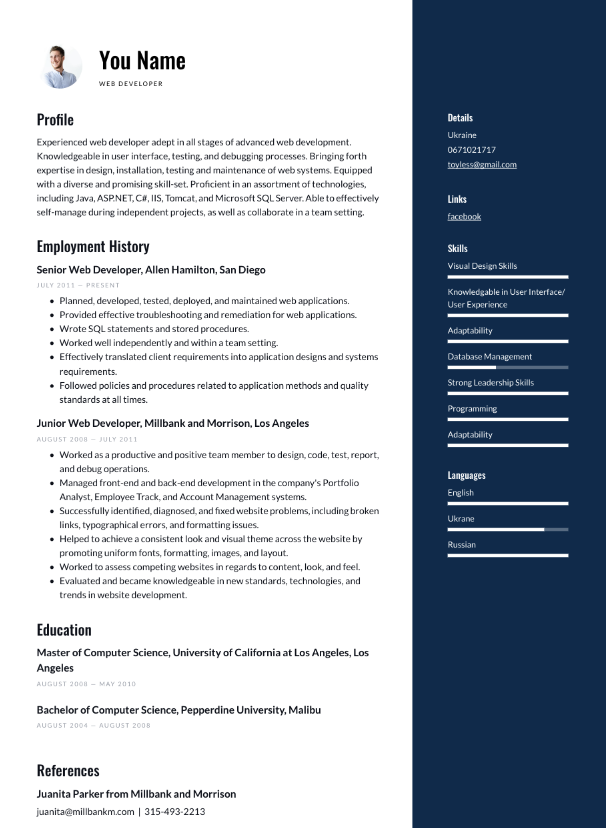 You Name
WEB DEVELOPER
Profile
Experienced web developer adept in all stages of advanced web development.
Knowledgeable in user interface, testing, and debugging processes. Bringing forth
expertise in design, installation, testing and maintenance of web systems. Equipped
with a diverse and promising skill-set. Proficient in an assortment of technologies,
including Java, ASP.NET, C#, IIS, Tomcat, and Microsoft SQL Server. Able to effectively
self-manage during independent projects, as well as collaborate in a team setting.
Employment History
Senior Web Developer, Allen Hamilton, San Diego
JULY 2011 — PRESENT
• Planned, developed, tested, deployed, and maintained web applications.
• Provided effective troubleshooting and remediation for web applications.
• Wrote SQL statements and stored procedures.
• Worked well independently and within a team setting.
• Effectively translated client requirements into application designs and systems
requirements.
• Followed policies and procedures related to application methods and quality
standards at all times.
Junior Web Developer, Millbank and Morrison, Los Angeles
AUGUST 2008 — JULY 2011
• Worked as a productive and positive team member to design, code, test, report,
and debug operations.
• Managed front-end and back-end development in the company's Portfolio
Analyst, Employee Track, and Account Management systems.
• Successfully identified, diagnosed, and fixed website problems, including broken
links, typographical errors, and formatting issues.
• Helped to achieve a consistent look and visual theme across the website by
promoting uniform fonts, formatting, images, and layout.
• Worked to assess competing websites in regards to content, look, and feel.
• Evaluated and became knowledgeable in new standards, technologies, and
trends in website development.
Education
Master of Computer Science, University of California at Los Angeles, Los
Angeles
AUGUST 2008 — MAY 2010
Bachelor of Computer Science, Pepperdine University, Malibu
AUGUST 2004 — AUGUST 2008
References
Juanita Parker from Millbank and Morrison
juanita@millbankm.com | 315-493-2213
Details
Ukraine
0671021717
toyless@gmail.com
Links
facebook
Skills
Visual Design Skills
Knowledgable in User Interface/
User Experience
Adaptability
Database Management
Strong Leadership Skills
Programming
Adaptability
Languages
English
Ukrane
Russian